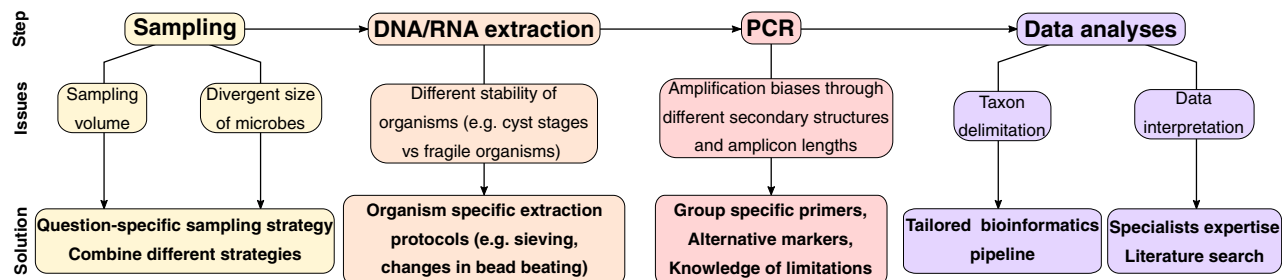 Step
Sampling
DNA/RNA extraction
PCR
Data analyses
Issues
Sampling
volume
Divergent size
of microbes
Different stability of
organisms (e.g. cyst stages
vs fragile organisms)
Amplification biases through
different secondary structures
and amplicon lengths
Taxon
delimitation
Data
interpretation
Solution
Question-specific sampling strategy
Combine different strategies
Organism specific extraction
protocols (e.g. sieving,
changes in bead beating)
Group specific primers,
Alternative markers,
Knowledge of limitations
Tailored bioinformatics
pipeline
Specialists expertise
Literature search